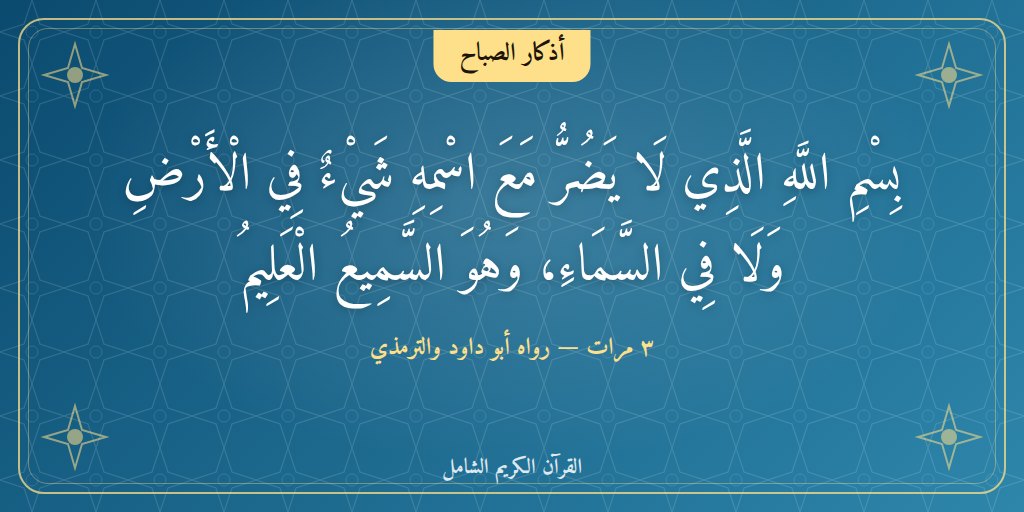 أذكار الصباح
بِسْمِ اللَّهِ الَّذِي لَا يَضُرُّ مَعَ اسْمِهِ شَيْءٌ فِي الْأَرْضِ
وَلَا فِي السَّمَاءِ، وَهُوَ السَّمِيعُ الْعَلِيمُ
٣ مرات — رواه أبو داود والترمذي
القرآن الكريم الشامل